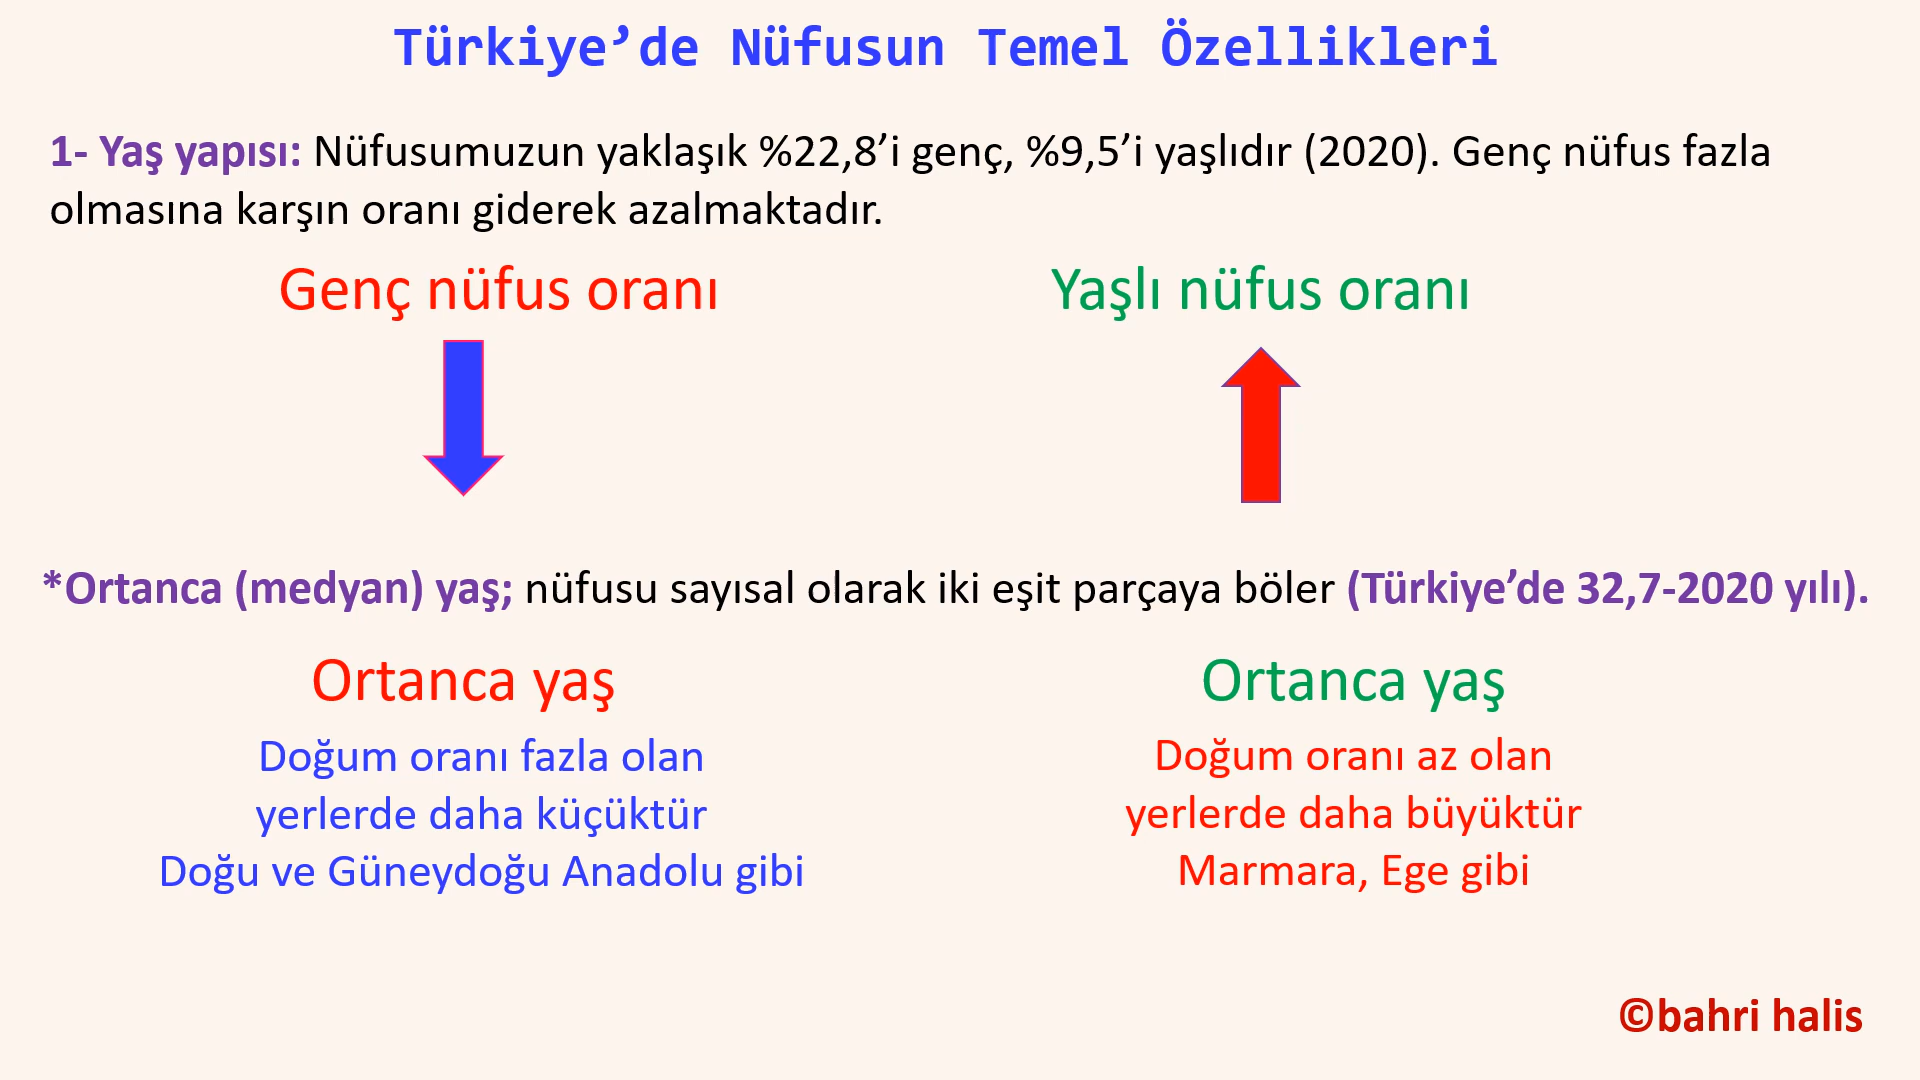 Türkiye’de Nüfusun Temel Özellikleri
1- Yaş yapısı: Nüfusumuzun yaklaşık %22,8’i genç, %9,5’i yaşlıdır (2020). Genç nüfus fazla
olmasına karşın oranı giderek azalmaktadır.
Genç nüfus oranı
Yaşlı nüfus oranı
*Ortanca (medyan) yaş; nüfusu sayısal olarak iki eşit parçaya böler (Türkiye’de 32,7-2020 yılı).
Ortanca yaş
Doğum oranı fazla olan
yerlerde daha küçüktür
Doğu ve Güneydoğu Anadolu gibi
Ortanca yaş
Doğum oranı az olan
yerlerde daha büyüktür
Marmara, Ege gibi
©bahri halis